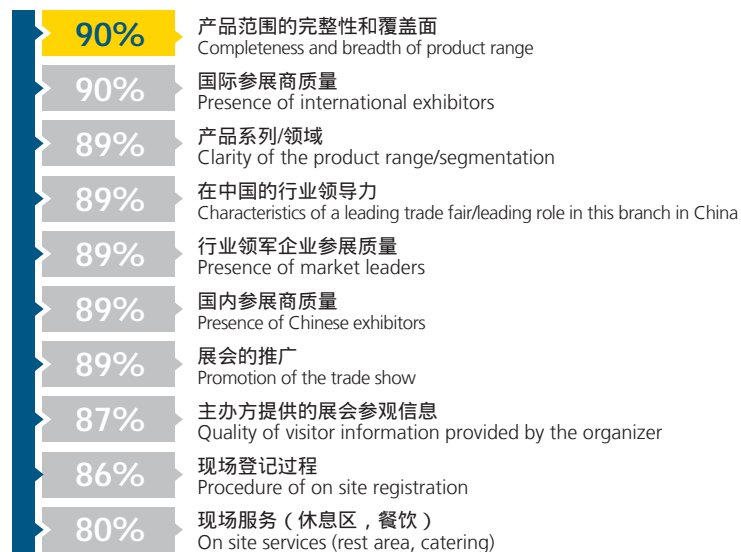 90%
产品范围的完整性和覆盖面
Completeness and breadth of product range
90%
国际参展商质量
Presence of international exhibitors
89%
产品系列/领域
Clarity of the product range/segmentation
89%
在中国的行业领导力
Characteristics of a leading trade fair/leading role in this branch in China
89%
行业领军企业参展质量
Presence of market leaders
89%
国内参展商质量
Presence of Chinese exhibitors
89%
展会的推广
Promotion of the trade show
87%
主办方提供的展会参观信息
Quality of visitor information provided by the organizer
86%
现场登记过程
Procedure of on site registration
80%
现场服务（休息区，餐饮）
On site services (rest area, catering)